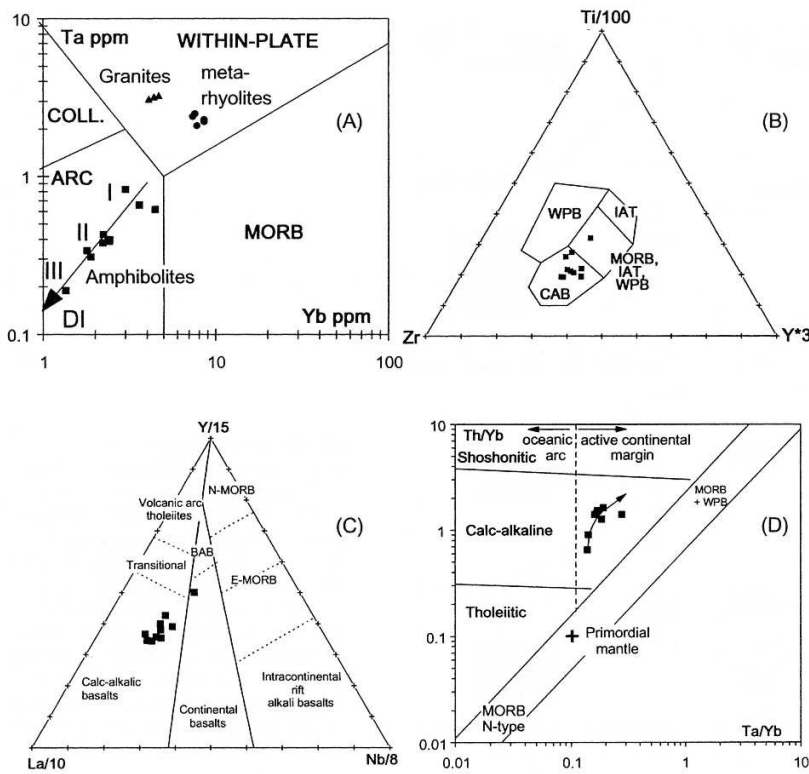 10
Ta ppm
WITHIN-PLATE
Granites
meta-
rhyolites
COLL.
(A)
1
ARC
I
II
MORB
III
Amphibolites
DI
Yb ppm
0.1
1
10
100
Ti/100
(B)
WPB
IAT
MORB,
IAT,
WPB
CAB
Zr
Y*3
Y/15
N-MORB
Volcanic arc
tholeiites
BAB
(C)
Transitional
E-MORB
Calc-alkalic
basalts
Continental
basalts
Intracontinental
rift
alkali basalts
La/10
Nb/8
10
Th/Yb
oceanic
arc
active continental
margin
Shoshonitic
MORB
+ WPB
Calc-alkaline
(D)
1
Tholeiitic
0.1
Primordial
mantle
MORB
N-type
Ta/Yb
0.01
0.01
0.1
1
10